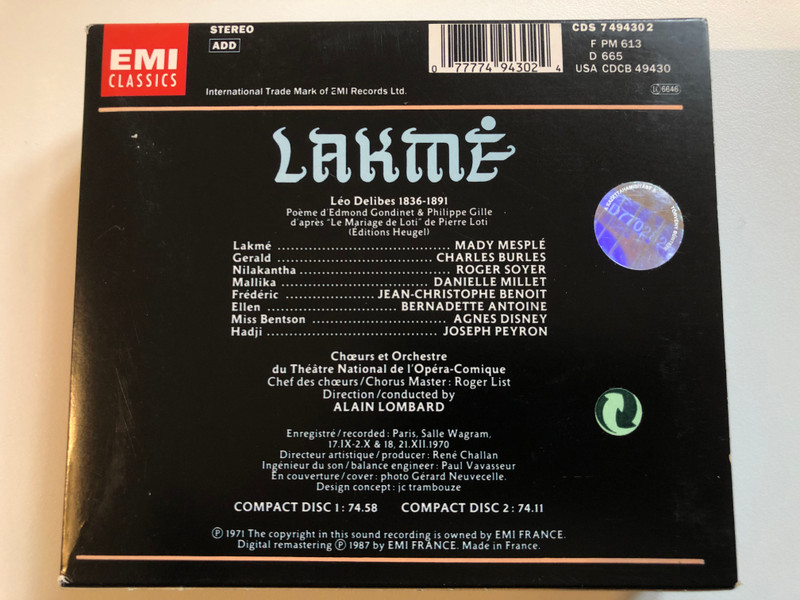 EMI
CLASSICS
STEREO
ADD
International Trade Mark of EMI Records Ltd.
0 77774 94302 4
CDS 7 49430 2
F PM 613
D 665
USA CDCB 49430
6646
LAKMÉ
Léo Delibes 1836-1891
Poème d'Edmond Gondinet & Philippe Gille
d'après "Le Mariage de Loti" de Pierre Loti
(Éditions Heugel)
Lakmé .................................... MADY MESPLÉ
Gerald .................................. CHARLES BURLES
Nilakantha ................................. ROGER SOYER
Mallika ............................... DANIELLE MILLET
Frédéric ................... JEAN-CHRISTOPHE BENOIT
Ellen ............................ BERNADETTE ANTOINE
Miss Bentson ............................ AGNES DISNEY
Hadji .................................... JOSEPH PEYRON
Chœurs et Orchestre
du Théâtre National de l'Opéra-Comique
Chef des chœurs/Chorus Master: Roger List
Direction/conducted by
ALAIN LOMBARD
Enregistré/recorded: Paris, Salle Wagram,
17.IX-2.X & 18, 21.XII.1970
Directeur artistique/producer: René Challan
Ingénieur du son/balance engineer: Paul Vavasseur
En couverture/cover: photo Gérard Neuvecelle.
Design concept: jc trambouze
COMPACT DISC 1: 74.58 COMPACT DISC 2: 74.11
℗ 1971 The copyright in this sound recording is owned by EMI FRANCE.
Digital remastering ℗ 1987 by EMI FRANCE. Made in France.